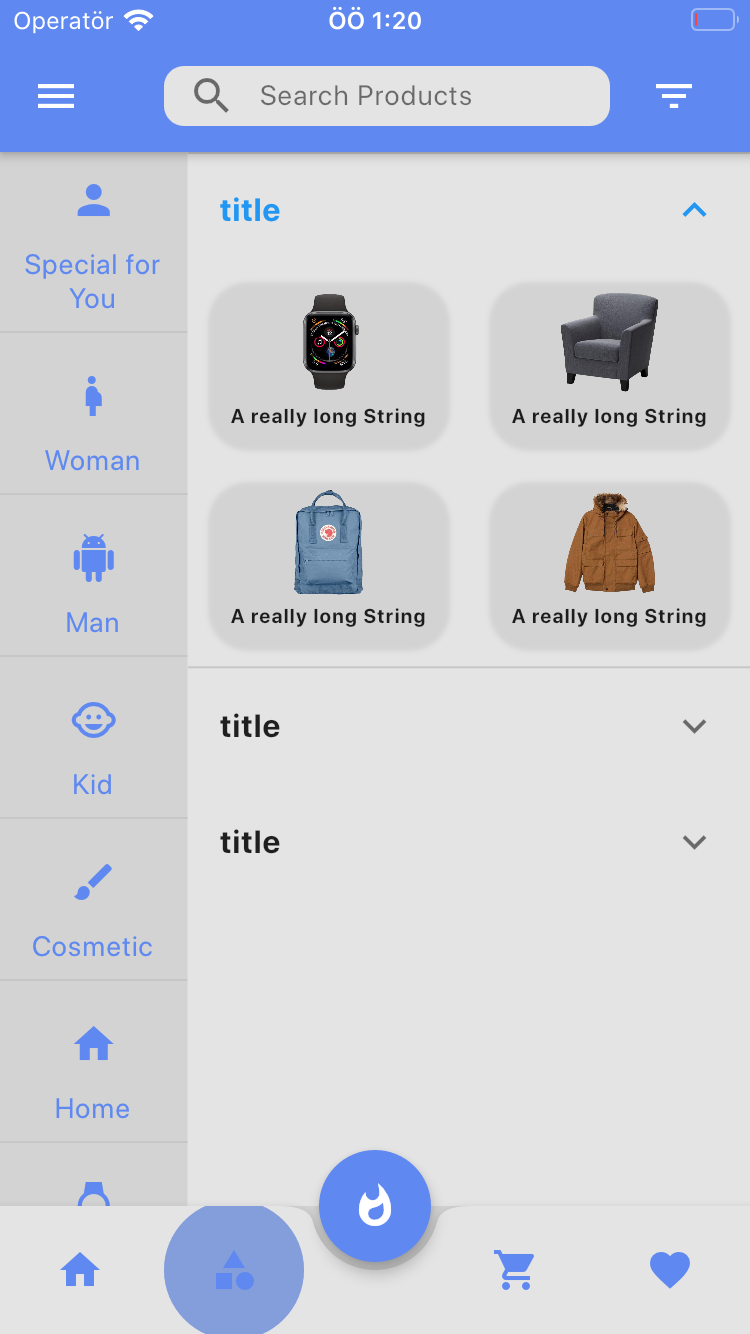 Operatör ÖÖ 1:20
Search Products
Special for
You
Woman
Man
Kid
Cosmetic
Home
title
A really long String A really long String
A really long String A really long String
title
title